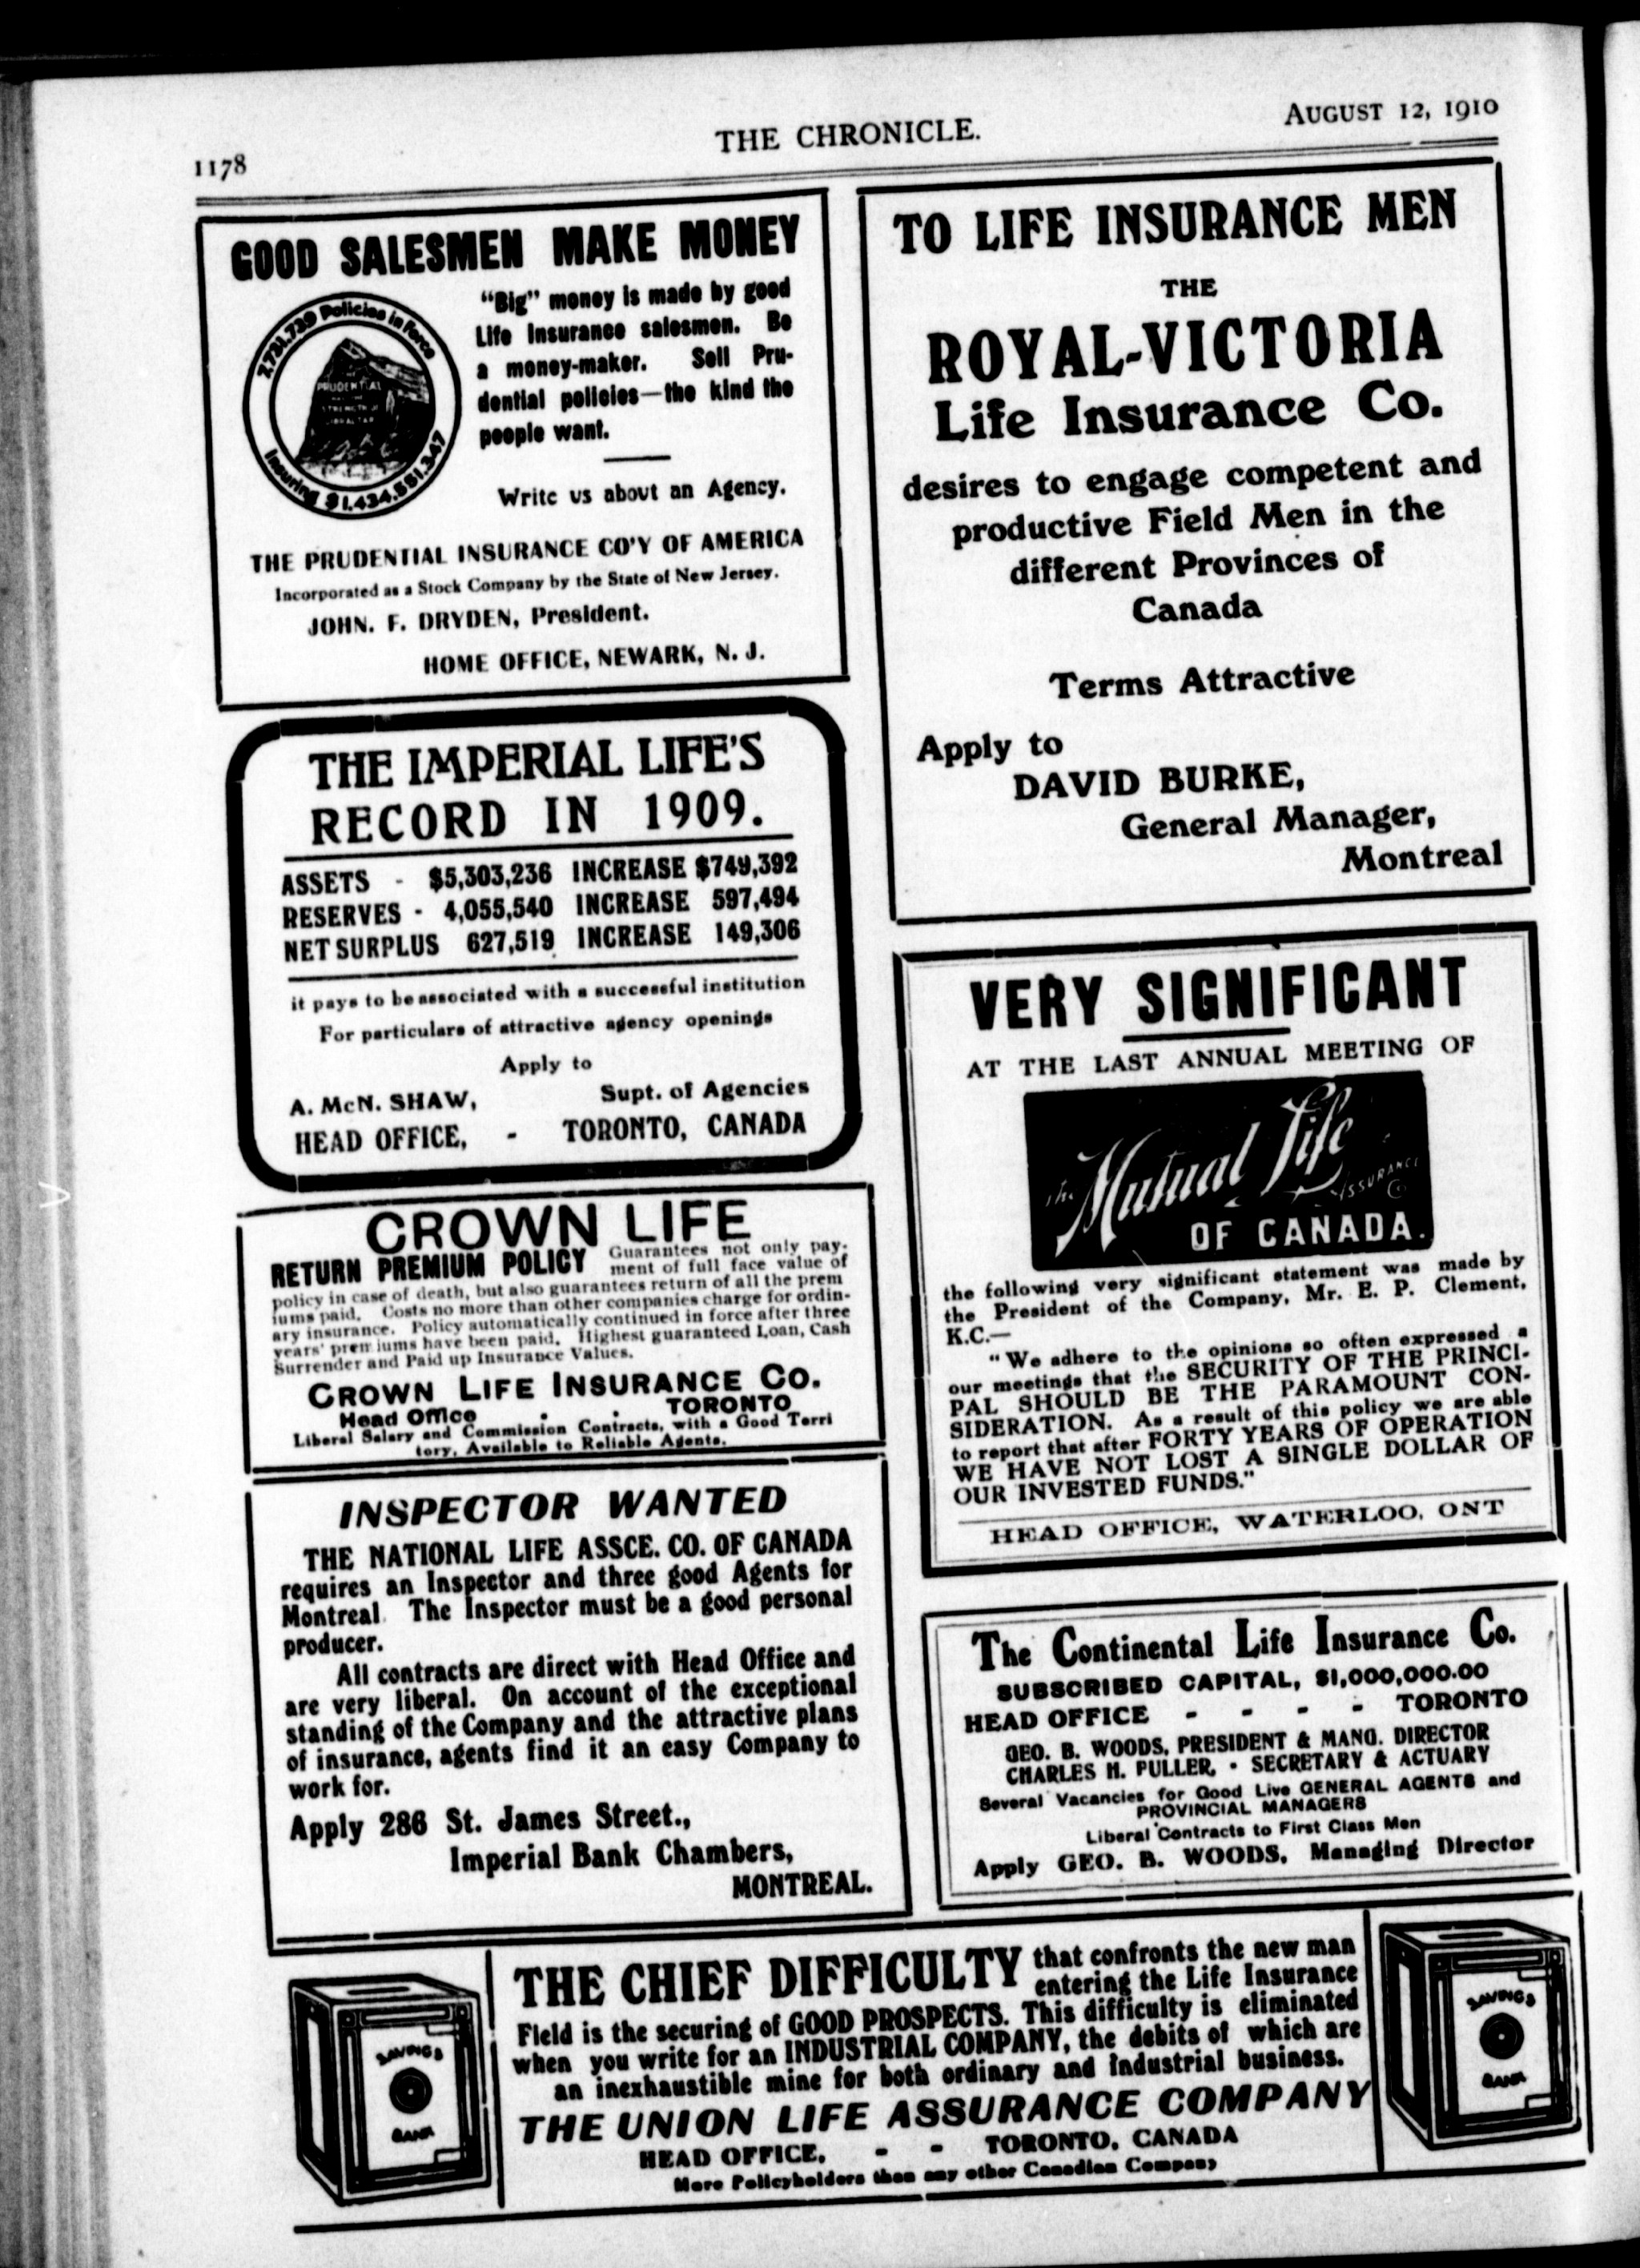 1178
THE CHRONICLE.
AUGUST 12, 1910
GOOD SALESMEN MAKE MONEY
7,731,739 Policies in force
PRUDENTIAL
STRENGTH OF
GIBRALTAR
Insuring $1,434,551,347
"Big" money is made by good
Life Insurance salesmen. Be
a money-maker. Sell Pru-
dential policies—the kind the
people want.
Write us about an Agency.
THE PRUDENTIAL INSURANCE CO'Y OF AMERICA
Incorporated as a Stock Company by the State of New Jersey.
JOHN. F. DRYDEN, President.
HOME OFFICE, NEWARK, N. J.
THE IMPERIAL LIFE'S
RECORD IN 1909.
ASSETS - $5,303,236 INCREASE $749,392
RESERVES - 4,055,540 INCREASE 597,494
NET SURPLUS 627,519 INCREASE 149,306
it pays to be associated with a successful institution
For particulars of attractive agency openings
Apply to
A. McN. SHAW, Supt. of Agencies
HEAD OFFICE, - TORONTO, CANADA
CROWN LIFE
RETURN PREMIUM POLICY Guarantees not only pay-
ment of full face value of
policy in case of death, but also guarantees return of all the prem
iums paid. Costs no more than other companies charge for ordin-
ary insurance. Policy automatically continued in force after three
years' premiums have been paid. Highest guaranteed Loan, Cash
Surrender and Paid up Insurance Values.
CROWN LIFE INSURANCE CO.
Head Office . . TORONTO
Liberal Salary and Commission Contracts, with a Good Terri
tory, Available to Reliable Agents.
INSPECTOR WANTED
THE NATIONAL LIFE ASSCE. CO. OF CANADA
requires an Inspector and three good Agents for
Montreal. The Inspector must be a good personal
producer.
All contracts are direct with Head Office and
are very liberal. On account of the exceptional
standing of the Company and the attractive plans
of insurance, agents find it an easy Company to
work for.
Apply 286 St. James Street.,
Imperial Bank Chambers,
MONTREAL.
TO LIFE INSURANCE MEN
THE
ROYAL-VICTORIA
Life Insurance Co.
desires to engage competent and
productive Field Men in the
different Provinces of
Canada
Terms Attractive
Apply to
DAVID BURKE,
General Manager,
Montreal
VERY SIGNIFICANT
AT THE LAST ANNUAL MEETING OF
The Mutual Life
ASSURANCE
Co
OF CANADA.
the following very significant statement was made by
the President of the Company, Mr. E. P. Clement,
K.C.—
"We adhere to the opinions so often expressed a
our meetings that the SECURITY OF THE PRINCI-
PAL SHOULD BE THE PARAMOUNT CON-
SIDERATION. As a result of this policy we are able
to report that after FORTY YEARS OF OPERATION
WE HAVE NOT LOST A SINGLE DOLLAR OF
OUR INVESTED FUNDS."
HEAD OFFICE, WATERLOO, ONT
The Continental Life Insurance Co.
SUBSCRIBED CAPITAL, $1,000,000.00
HEAD OFFICE - - - - TORONTO
GEO. B. WOODS, PRESIDENT & MANG. DIRECTOR
CHARLES H. FULLER, - SECRETARY & ACTUARY
Several Vacancies for Good Live GENERAL AGENTS and
PROVINCIAL MANAGERS
Liberal Contracts to First Class Men
Apply GEO. B. WOODS, Managing Director
SAVINGS
BANK
THE CHIEF DIFFICULTY that confronts the new man
entering the Life Insurance
Field is the securing of GOOD PROSPECTS. This difficulty is eliminated
when you write for an INDUSTRIAL COMPANY, the debits of which are
an inexhaustible mine for both ordinary and Industrial business.
THE UNION LIFE ASSURANCE COMPANY
HEAD OFFICE, - - TORONTO, CANADA
More Policyholders than any other Canadian Company
SAVINGS
BANK